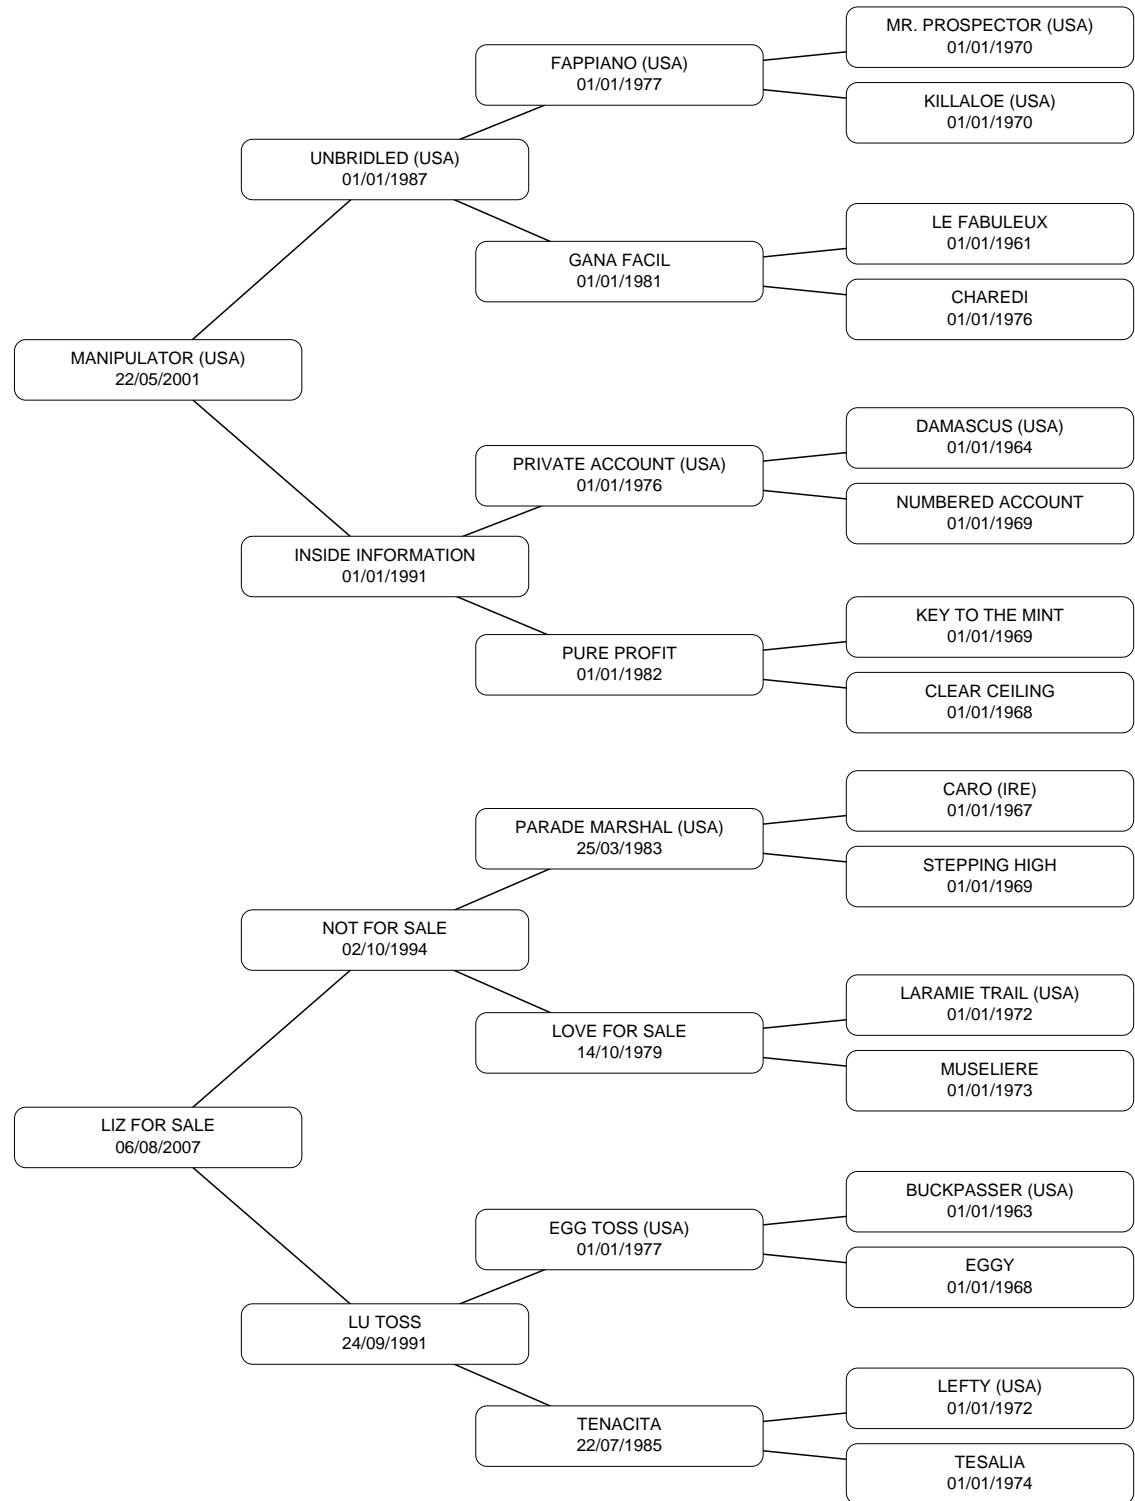 MR. PROSPECTOR (USA)
01/01/1970
FAPPIANO (USA)
01/01/1977
KILLALOE (USA)
01/01/1970
UNBRIDLED (USA)
01/01/1987
LE FABULEUX
01/01/1961
GANA FACIL
01/01/1981
CHAREDI
01/01/1976
MANIPULATOR (USA)
22/05/2001
DAMASCUS (USA)
01/01/1964
PRIVATE ACCOUNT (USA)
01/01/1976
NUMBERED ACCOUNT
01/01/1969
INSIDE INFORMATION
01/01/1991
KEY TO THE MINT
01/01/1969
PURE PROFIT
01/01/1982
CLEAR CEILING
01/01/1968
CARO (IRE)
01/01/1967
PARADE MARSHAL (USA)
25/03/1983
STEPPING HIGH
01/01/1969
NOT FOR SALE
02/10/1994
LARAMIE TRAIL (USA)
01/01/1972
LOVE FOR SALE
14/10/1979
MUSELIERE
01/01/1973
LIZ FOR SALE
06/08/2007
BUCKPASSER (USA)
01/01/1963
EGG TOSS (USA)
01/01/1977
EGGY
01/01/1968
LU TOSS
24/09/1991
LEFTY (USA)
01/01/1972
TENACITA
22/07/1985
TESALIA
01/01/1974